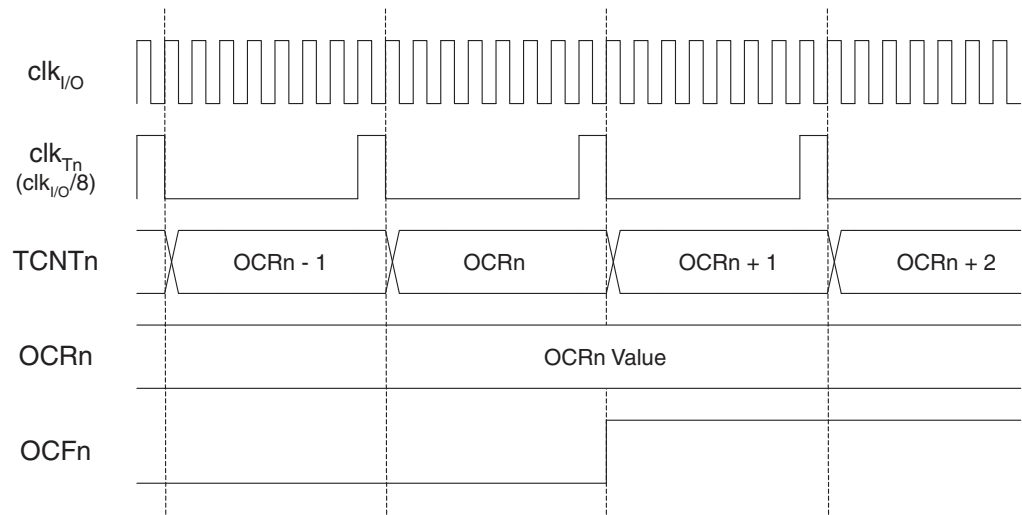 clkI/O
clkTn
(clkI/O/8)
TCNTn OCRn - 1 OCRn OCRn + 1 OCRn + 2
OCRn OCRn Value
OCFn